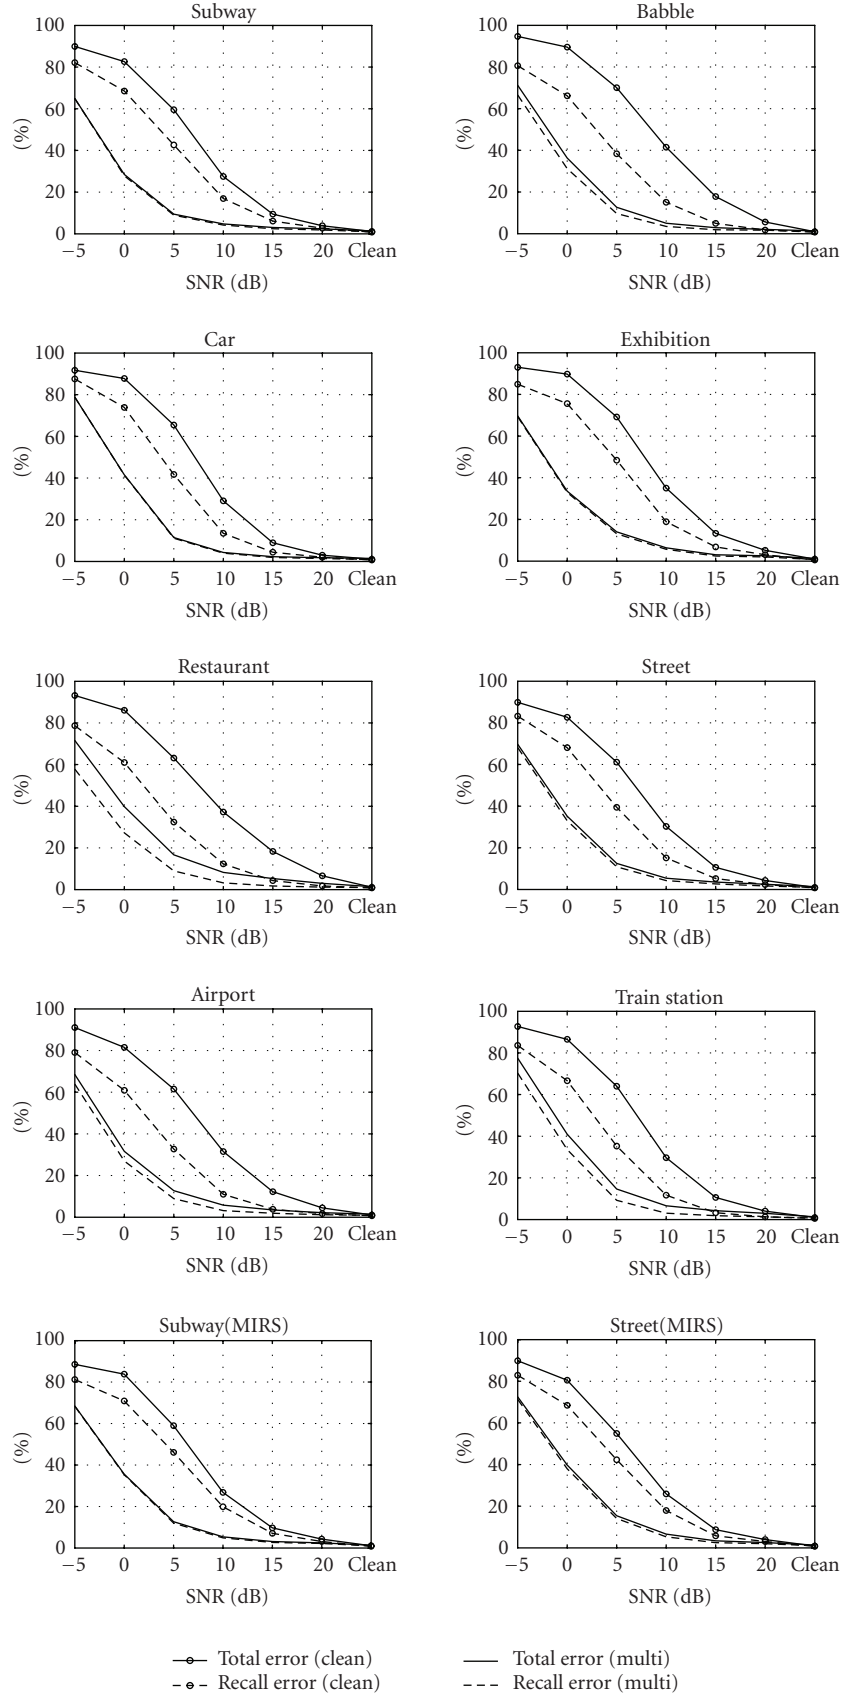 Subway
100
80
60
40
20
0
(%)
−5 0 5 10 15 20 Clean
SNR (dB)
Babble
100
80
60
40
20
0
(%)
−5 0 5 10 15 20 Clean
SNR (dB)
Car
100
80
60
40
20
0
(%)
−5 0 5 10 15 20 Clean
SNR (dB)
Exhibition
100
80
60
40
20
0
(%)
−5 0 5 10 15 20 Clean
SNR (dB)
Restaurant
100
80
60
40
20
0
(%)
−5 0 5 10 15 20 Clean
SNR (dB)
Street
100
80
60
40
20
0
(%)
−5 0 5 10 15 20 Clean
SNR (dB)
Airport
100
80
60
40
20
0
(%)
−5 0 5 10 15 20 Clean
SNR (dB)
Train station
100
80
60
40
20
0
(%)
−5 0 5 10 15 20 Clean
SNR (dB)
Subway(MIRS)
100
80
60
40
20
0
(%)
−5 0 5 10 15 20 Clean
SNR (dB)
Street(MIRS)
100
80
60
40
20
0
(%)
−5 0 5 10 15 20 Clean
SNR (dB)
Total error (clean)
Recall error (clean)
Total error (multi)
Recall error (multi)